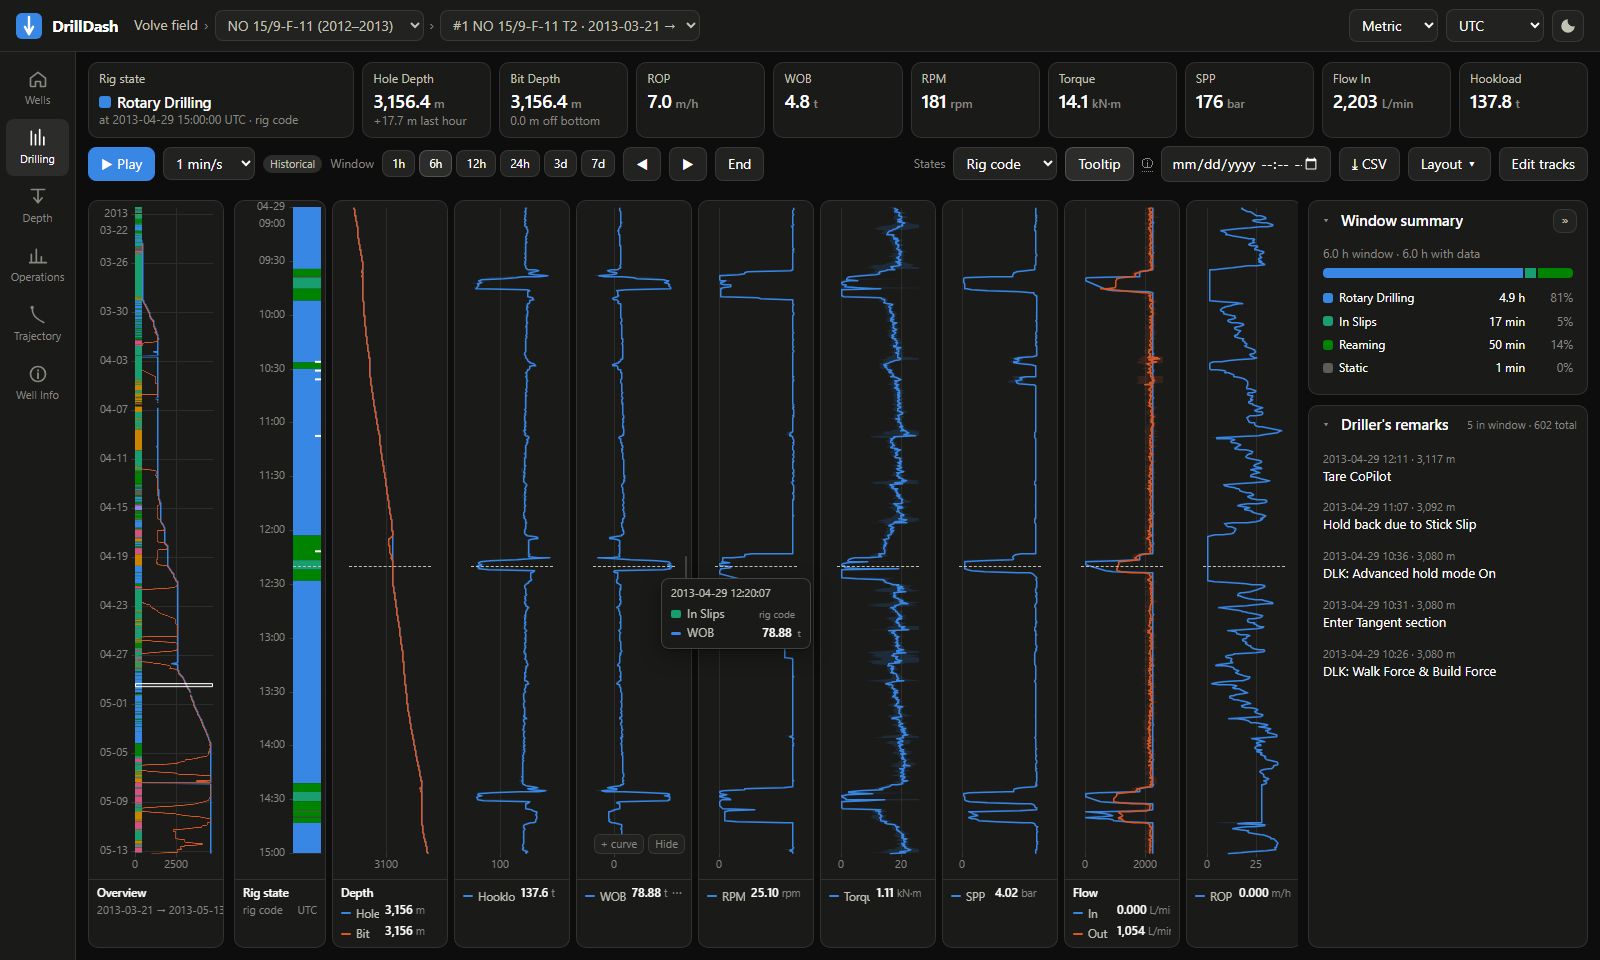 DrillDash
Volve field ›
NO 15/9-F-11 (2012–2013)
›
#1 NO 15/9-F-11 T2 · 2013-03-21 →
Metric
UTC
Wells
Drilling
Depth
Operations
Trajectory
Well Info
Rig state
Rotary Drilling
at 2013-04-29 15:00:00 UTC · rig code
Hole Depth
3,156.4 m
+17.7 m last hour
Bit Depth
3,156.4 m
0.0 m off bottom
ROP
7.0 m/h
WOB
4.8 t
RPM
181 rpm
Torque
14.1 kN·m
SPP
176 bar
Flow In
2,203 L/min
Hookload
137.8 t
▶ Play
1 min/s
Historical
Window
1h
6h
12h
24h
3d
7d
◀
▶
End
States
Rig code
Tooltip
ⓘ
mm/dd/yyyy --:-- --
⤓ CSV
Layout ▾
Edit tracks
2013
03-22
03-26
03-30
04-03
04-07
04-11
04-15
04-19
04-23
04-27
05-01
05-05
05-09
05-13
0 2500
Overview
2013-03-21 → 2013-05-13
04-29
09:00
09:30
10:00
10:30
11:00
11:30
12:00
12:30
13:00
13:30
14:00
14:30
15:00
Rig state
rig code UTC
3100
Depth
Hole 3,156 m
Bit 3,156 m
100
Hooklo 137.6 t
+ curve Hide
0
WOB 78.88 t ···
2013-04-29 12:20:07
In Slips rig code
WOB 78.88 t
0
RPM 25.10 rpm
0 20
Torqu 1.11 kN·m
0
SPP 4.02 bar
25 2000
Flow
In 0.000 L/mi
Out 1,054 L/min
0 25
ROP 0.000 m/h
Window summary
»
6.0 h window · 6.0 h with data
Rotary Drilling 4.9 h 81%
In Slips 17 min 5%
Reaming 50 min 14%
Static 1 min 0%
Driller's remarks 5 in window · 602 total
2013-04-29 12:11 · 3,117 m
Tare CoPilot
2013-04-29 11:07 · 3,092 m
Hold back due to Stick Slip
2013-04-29 10:36 · 3,080 m
DLK: Advanced hold mode On
2013-04-29 10:31 · 3,080 m
Enter Tangent section
2013-04-29 10:26 · 3,080 m
DLK: Walk Force & Build Force